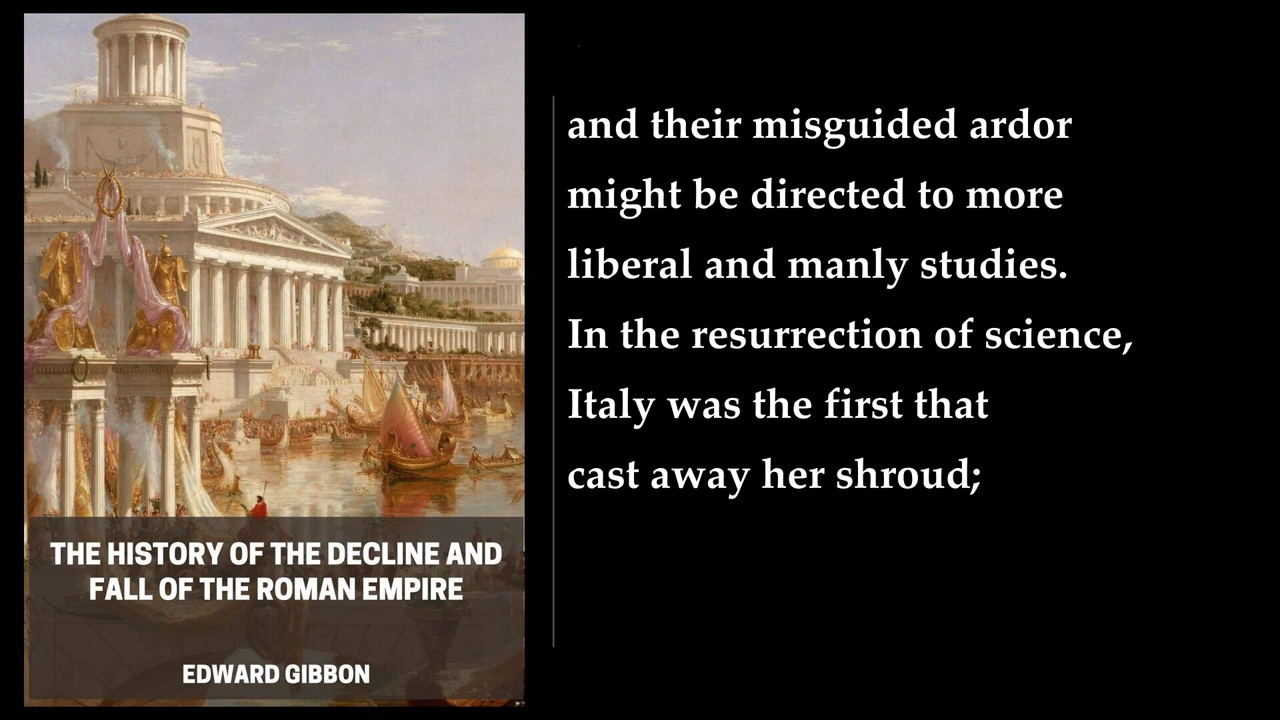 and their misguided ardor
might be directed to more
liberal and manly studies.
In the resurrection of science,
Italy was the first that
cast away her shroud;
THE HISTORY OF THE DECLINE AND
FALL OF THE ROMAN EMPIRE
EDWARD GIBBON